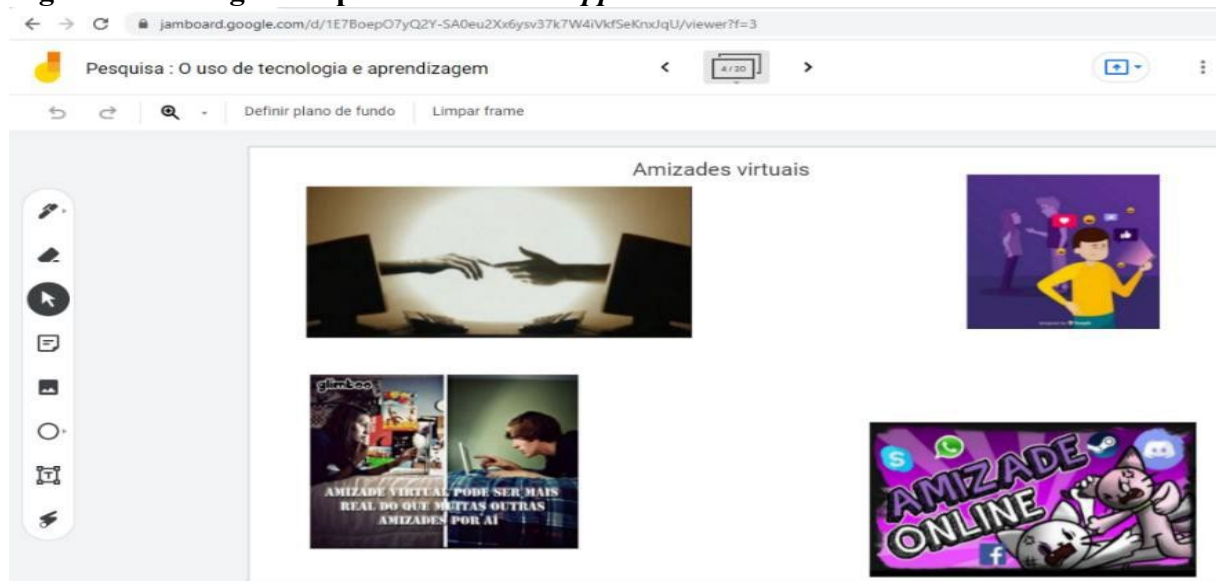 jamboard.google.com/d/1E7BoepO7yQ2Y-SA0eu2Xx6ysv37k7W4iVkfSeKnxJqU/viewer?f=3
Pesquisa : O uso de tecnologia e aprendizagem
4 / 20
Definir plano de fundo
Limpar frame
Amizades virtuais
glimboo
AMIZADE VIRTUAL PODE SER MAIS
REAL DO QUE MUITAS OUTRAS
AMIZADES POR AÍ
AMIZADE
ONLINE